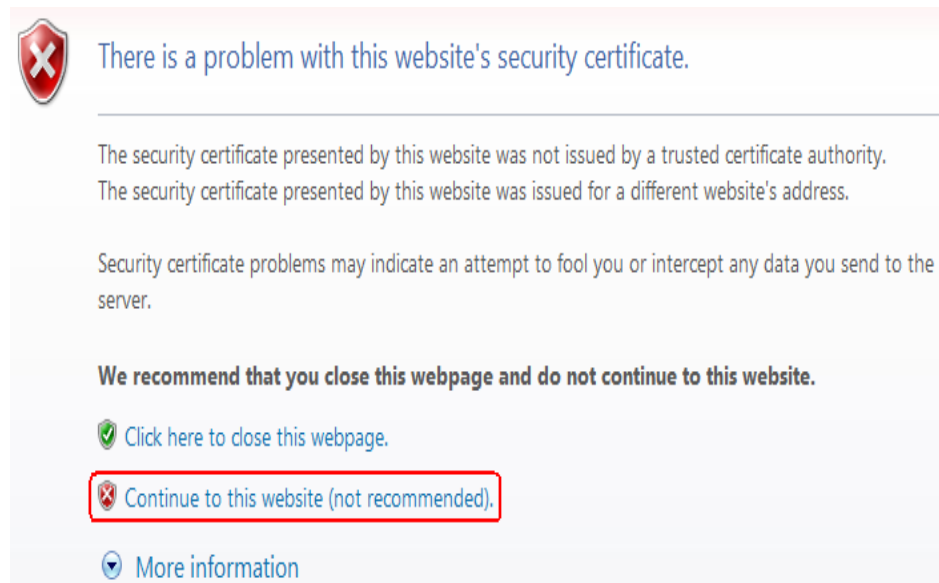 There is a problem with this website's security certificate.
The security certificate presented by this website was not issued by a trusted certificate authority.
The security certificate presented by this website was issued for a different website's address.
Security certificate problems may indicate an attempt to fool you or intercept any data you send to the
server.
We recommend that you close this webpage and do not continue to this website.
Click here to close this webpage.
Continue to this website (not recommended).
More information